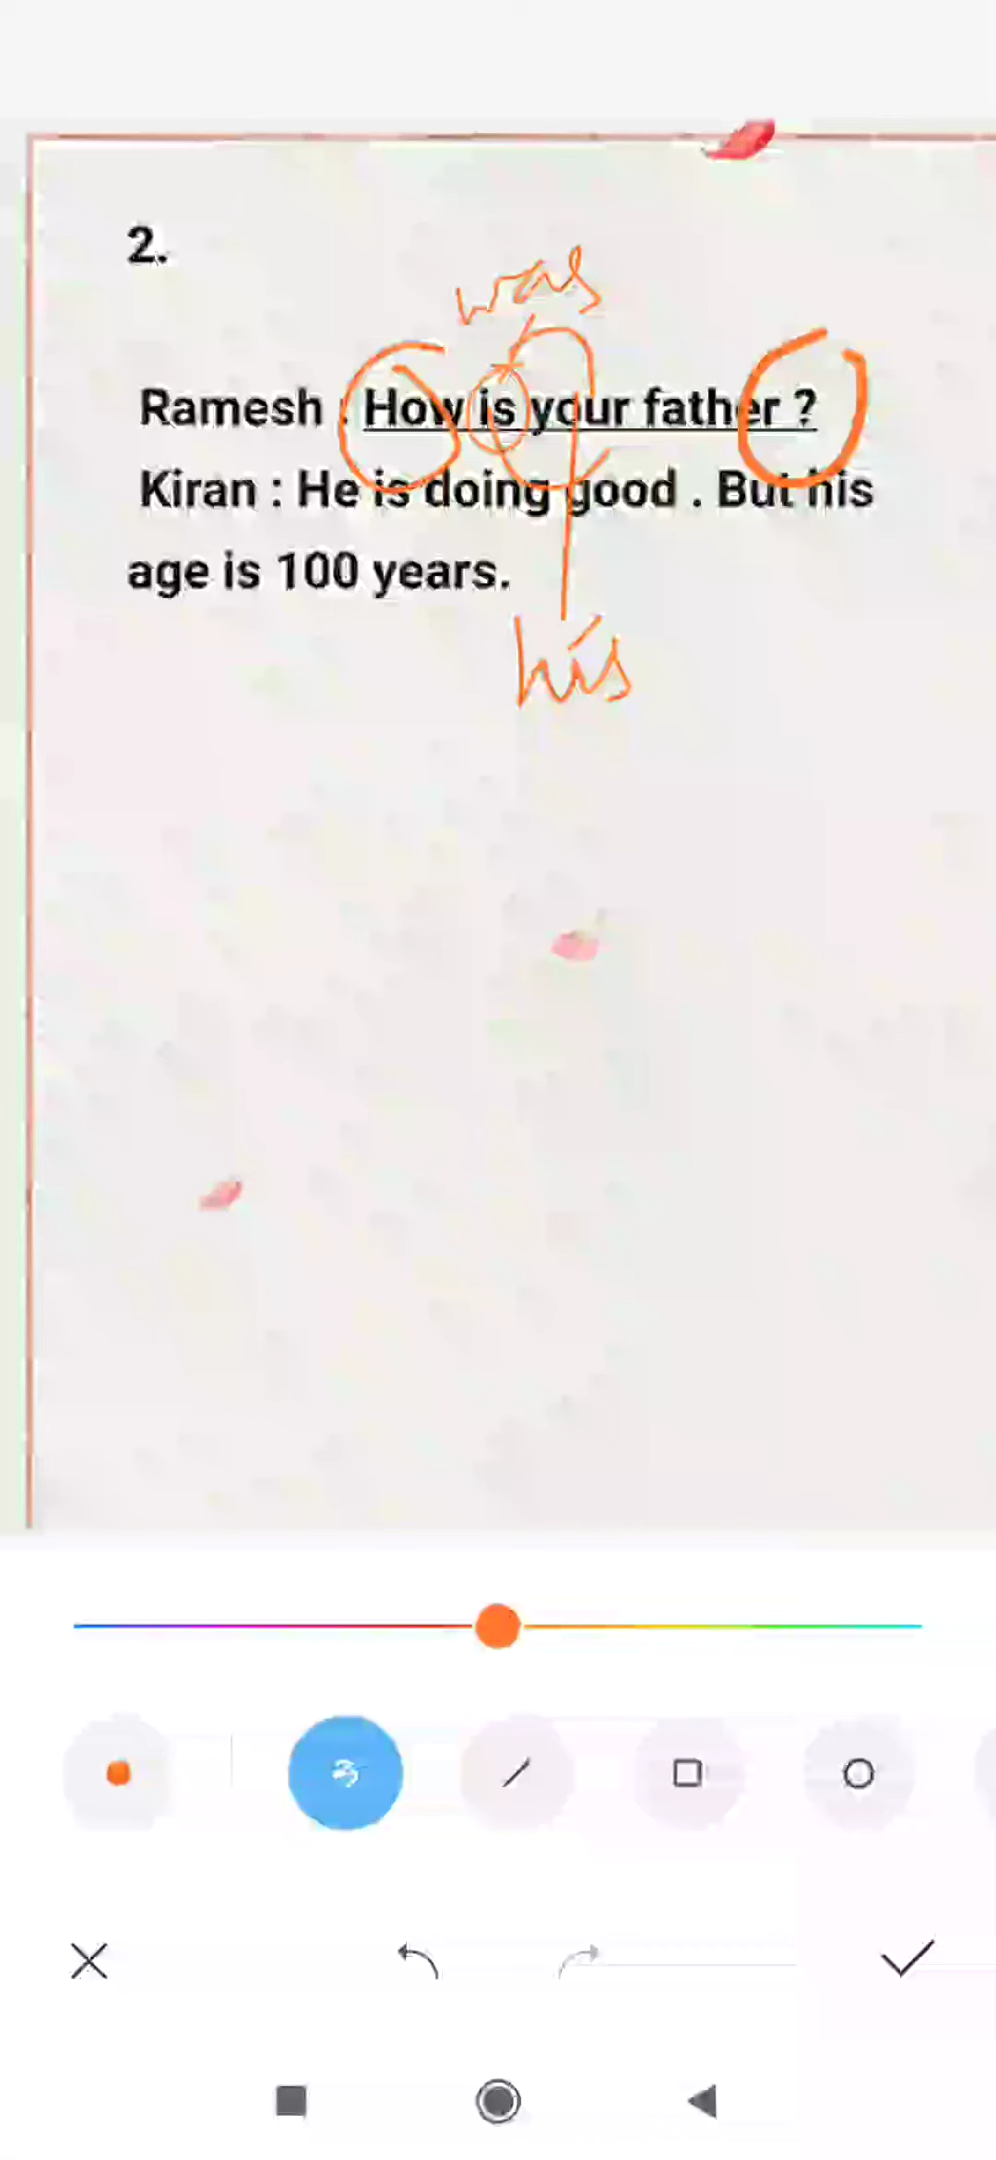 2.
was
Ramesh : How is your father ?
Kiran : He is doing good . But his
age is 100 years.
his